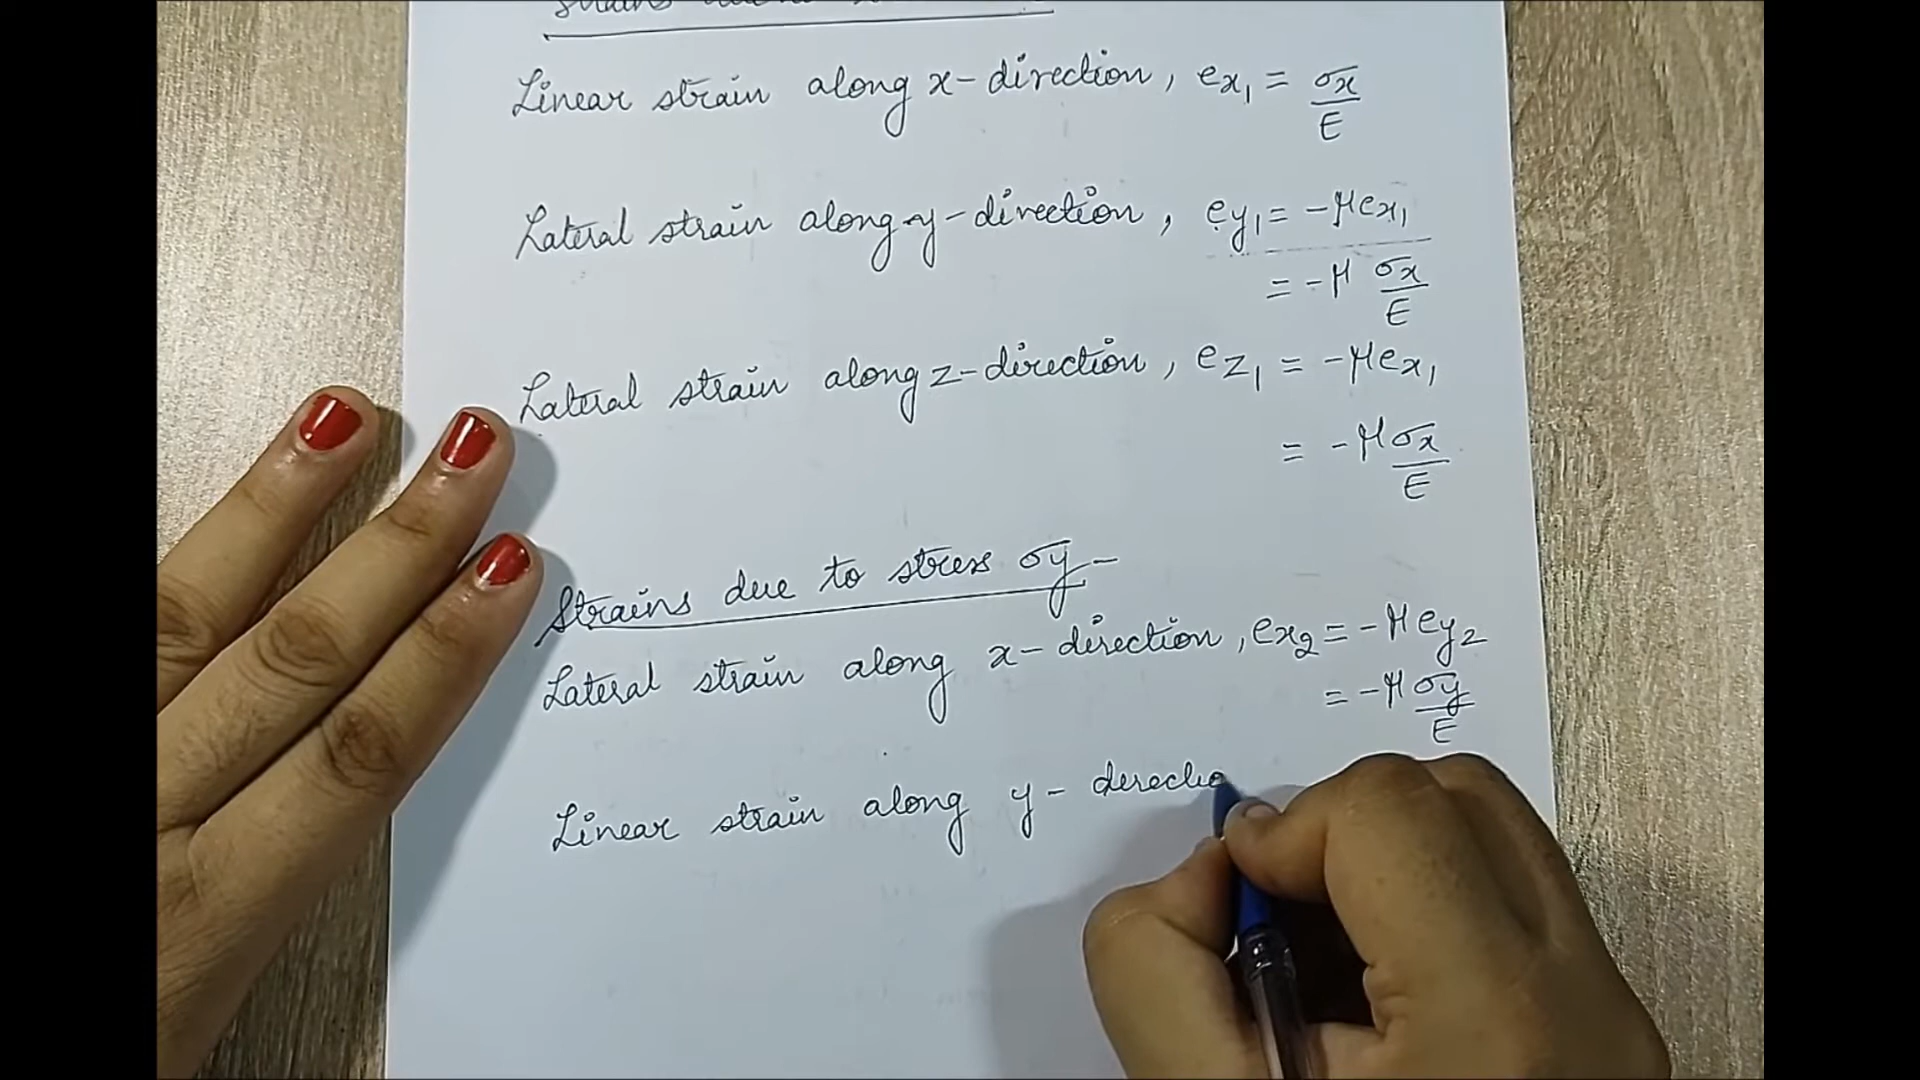 Linear strain along x-direction, ex₁ = σx/E
Lateral strain along y-direction, ey₁ = -μex₁
= -μ σx/E
Lateral strain along z-direction, ez₁ = -μex₁
= -μσx/E
Strains due to stress σy-
Lateral strain along x-direction, ex₂ = -μey₂
= -μ σy/E
Linear strain along y- directio